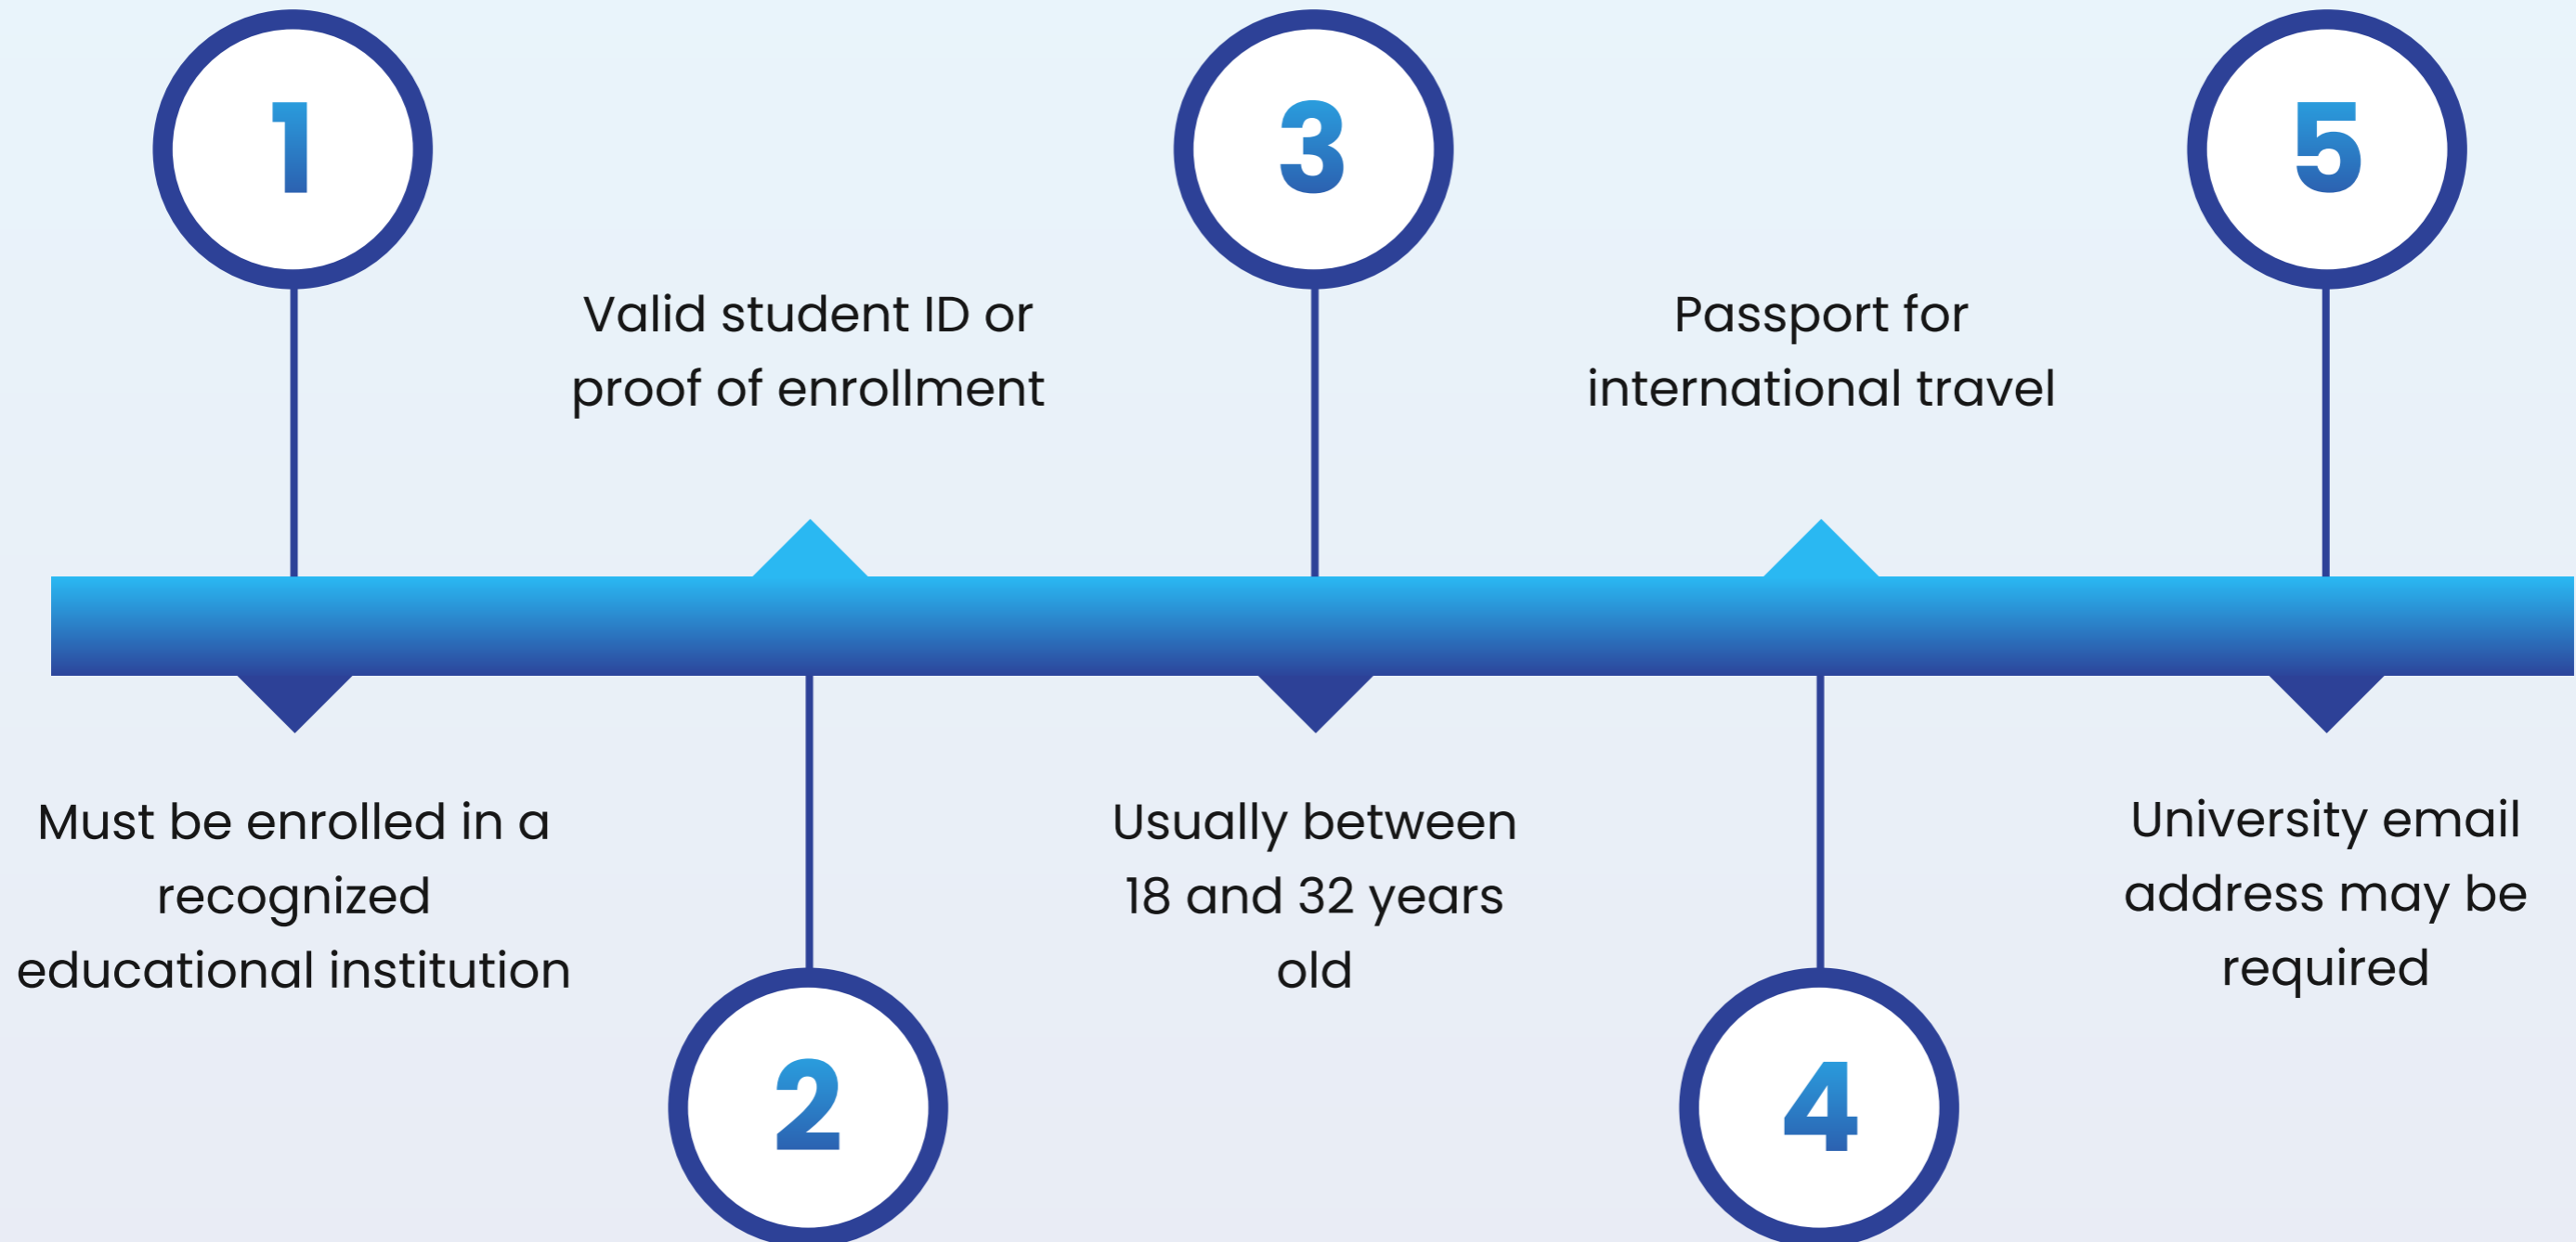 1
Must be enrolled in a
recognized
educational institution
2
Valid student ID or
proof of enrollment
3
Usually between
18 and 32 years
old
4
Passport for
international travel
5
University email
address may be
required